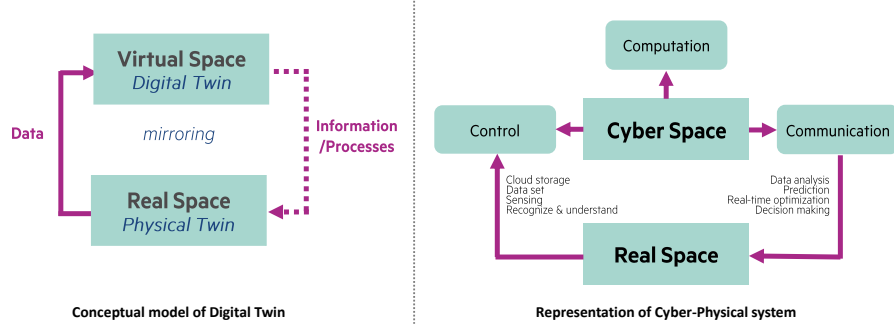 Virtual Space
Digital Twin
Data
mirroring
Information
/Processes
Real Space
Physical Twin
Conceptual model of Digital Twin
Computation
Control
Cyber Space
Communication
Cloud storage
Data set
Sensing
Recognize & understand
Data analysis
Prediction
Real-time optimization
Decision making
Real Space
Representation of Cyber-Physical system